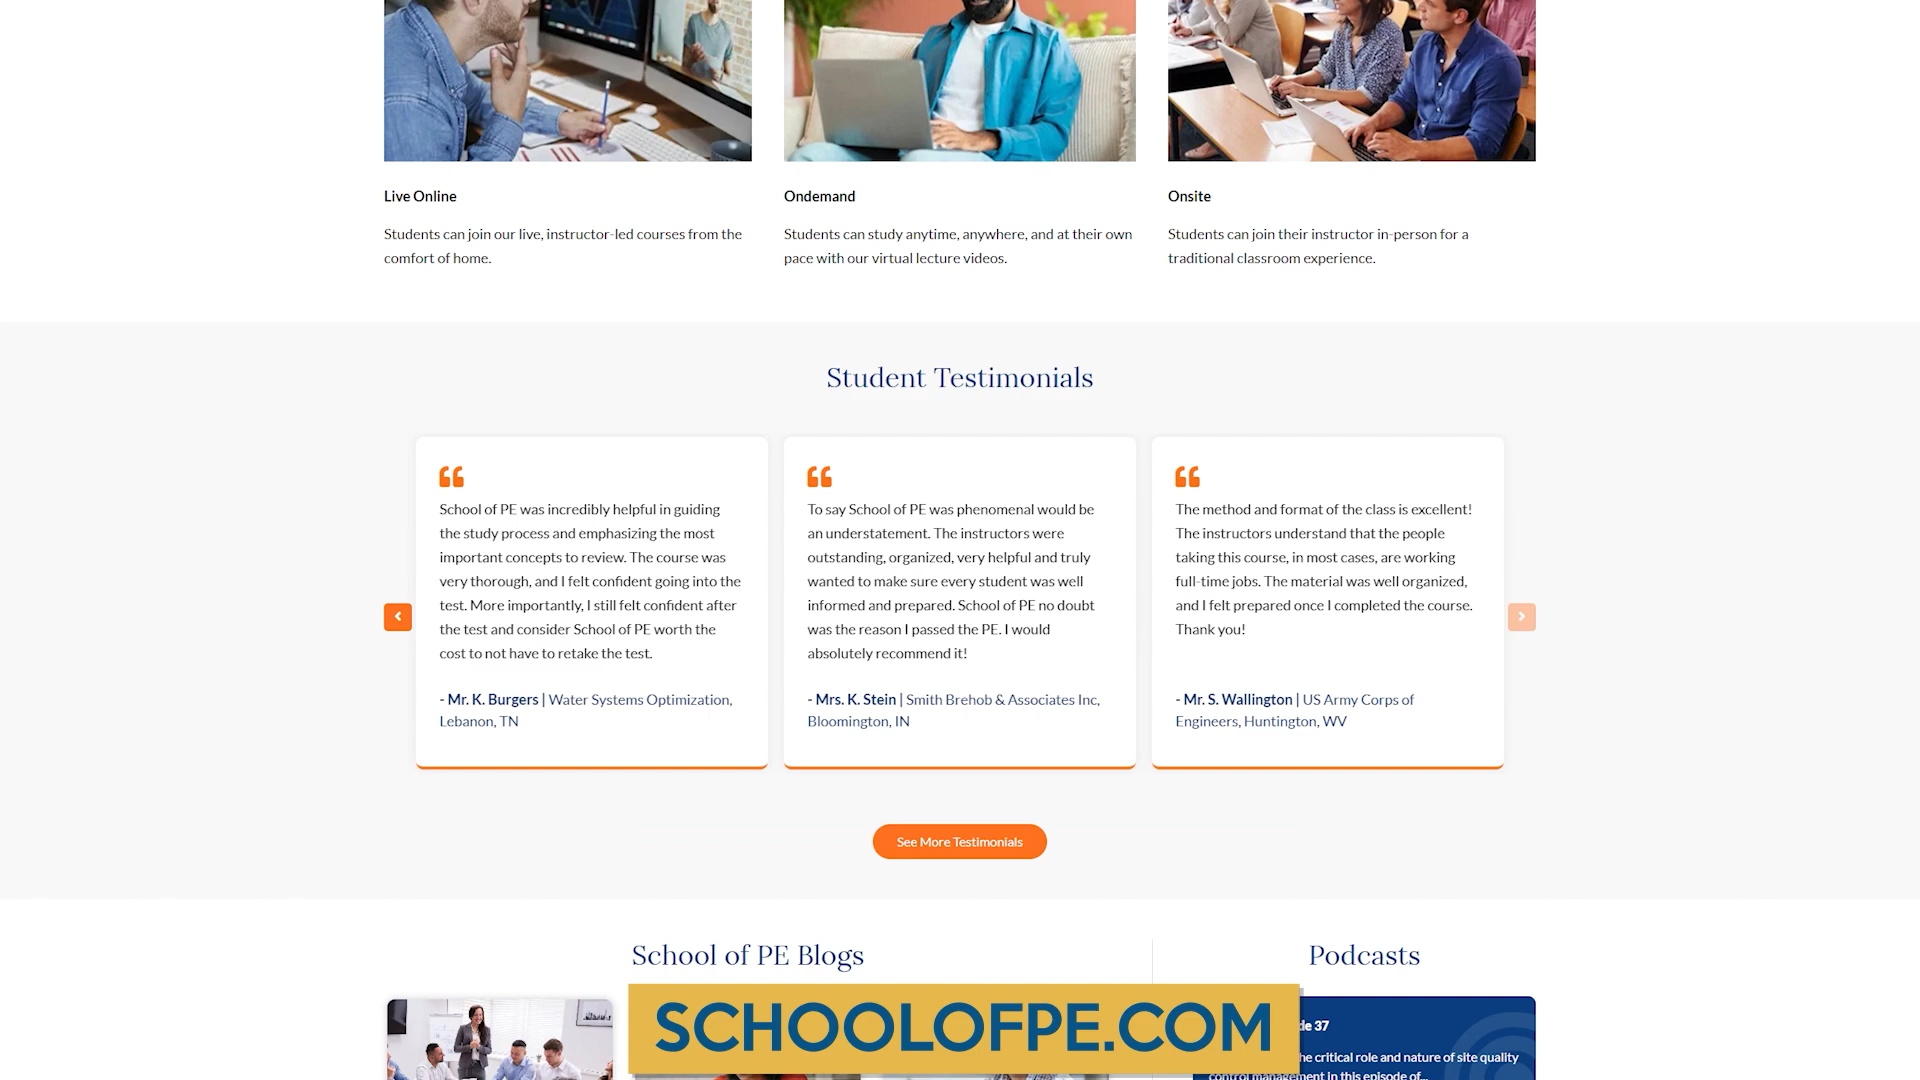 Live Online
Students can join our live, instructor-led courses from the
comfort of home.
Ondemand
Students can study anytime, anywhere, and at their own
pace with our virtual lecture videos.
Onsite
Students can join their instructor in-person for a
traditional classroom experience.
Student Testimonials
School of PE was incredibly helpful in guiding
the study process and emphasizing the most
important concepts to review. The course was
very thorough, and I felt confident going into the
test. More importantly, I still felt confident after
the test and consider School of PE worth the
cost to not have to retake the test.
- Mr. K. Burgers | Water Systems Optimization,
Lebanon, TN
To say School of PE was phenomenal would be
an understatement. The instructors were
outstanding, organized, very helpful and truly
wanted to make sure every student was well
informed and prepared. School of PE no doubt
was the reason I passed the PE. I would
absolutely recommend it!
- Mrs. K. Stein | Smith Brehob & Associates Inc,
Bloomington, IN
The method and format of the class is excellent!
The instructors understand that the people
taking this course, in most cases, are working
full-time jobs. The material was well organized,
and I felt prepared once I completed the course.
Thank you!
- Mr. S. Wallington | US Army Corps of
Engineers, Huntington, WV
See More Testimonials
School of PE Blogs
Podcasts
SCHOOLOFPE.COM
37
critical role and nature of site quality
control management in this episode of...